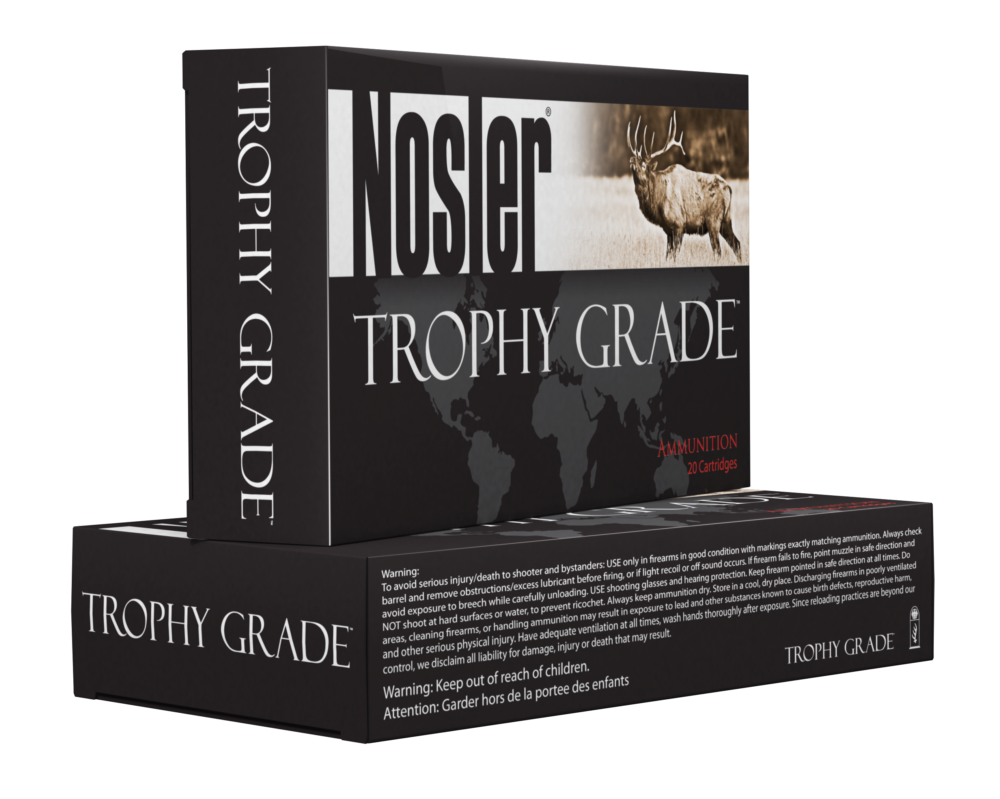 TROPHY GRADE™
Nosler®
TROPHY GRADE™
AMMUNITION
20 Cartridges
TROPHY GRADE™
Warning:
To avoid serious injury/death to shooter and bystanders: USE only in firearms in good condition with markings exactly matching ammunition. Always check
barrel and remove obstructions/excess lubricant before firing, or if light recoil or off sound occurs. If firearm fails to fire, point muzzle in safe direction and
avoid exposure to breech while carefully unloading. USE shooting glasses and hearing protection. Keep firearm pointed in safe direction at all times. Do
NOT shoot at hard surfaces or water, to prevent ricochet. Always keep ammunition dry. Store in a cool, dry place. Discharging firearms in poorly ventilated
areas, cleaning firearms, or handling ammunition may result in exposure to lead and other substances known to cause birth defects, reproductive harm,
and other serious physical injury. Have adequate ventilation at all times, wash hands thoroughly after exposure. Since reloading practices are beyond our
control, we disclaim all liability for damage, injury or death that may result.
Warning: Keep out of reach of children.
Attention: Garder hors de la portee des enfants
TROPHY GRADE™